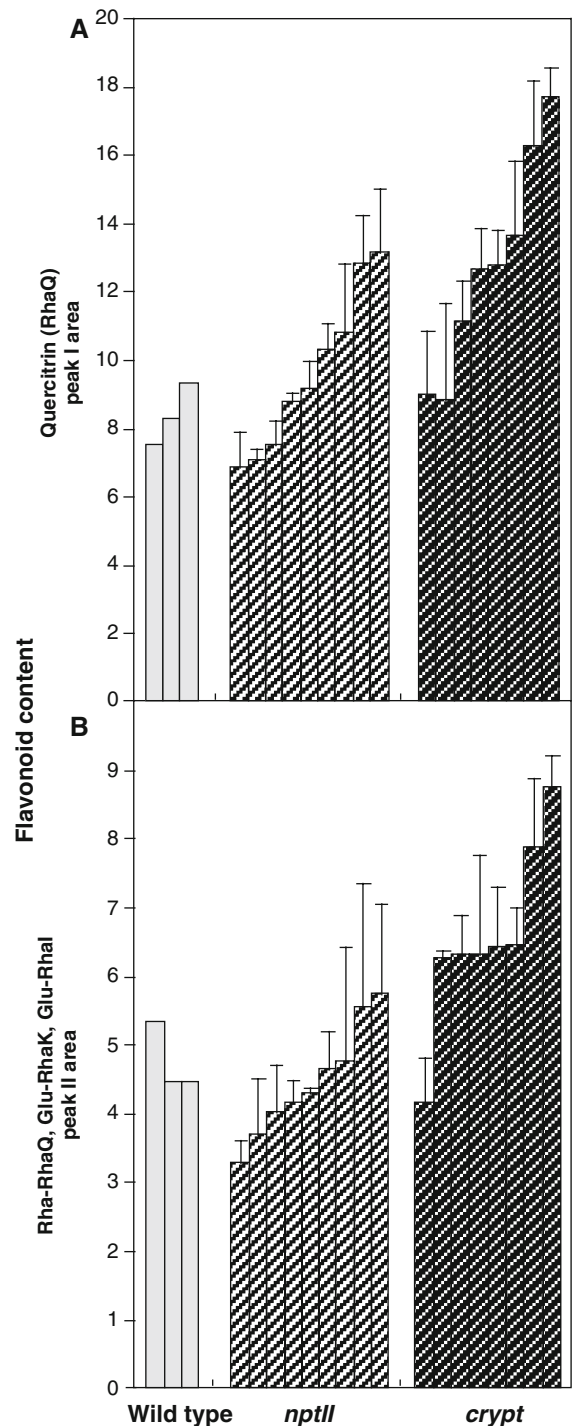 A
20
18
16
14
12
10
8
6
4
2
0
Quercitrin (RhaQ)
peak I area
Flavonoid content
B
9
8
7
6
5
4
3
2
1
0
Rha-RhaQ, Glu-RhaK, Glu-RhaI
peak II area
Wild type nptII crypt